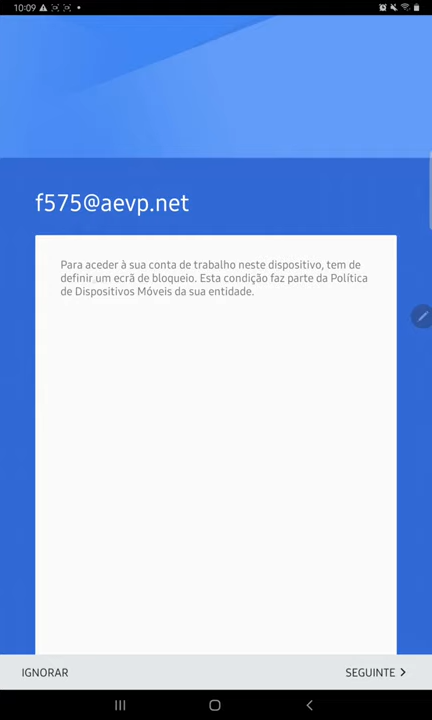 10:09
f575@aevp.net
Para aceder à sua conta de trabalho neste dispositivo, tem de
definir um ecrã de bloqueio. Esta condição faz parte da Política
de Dispositivos Móveis da sua entidade.
IGNORAR
SEGUINTE